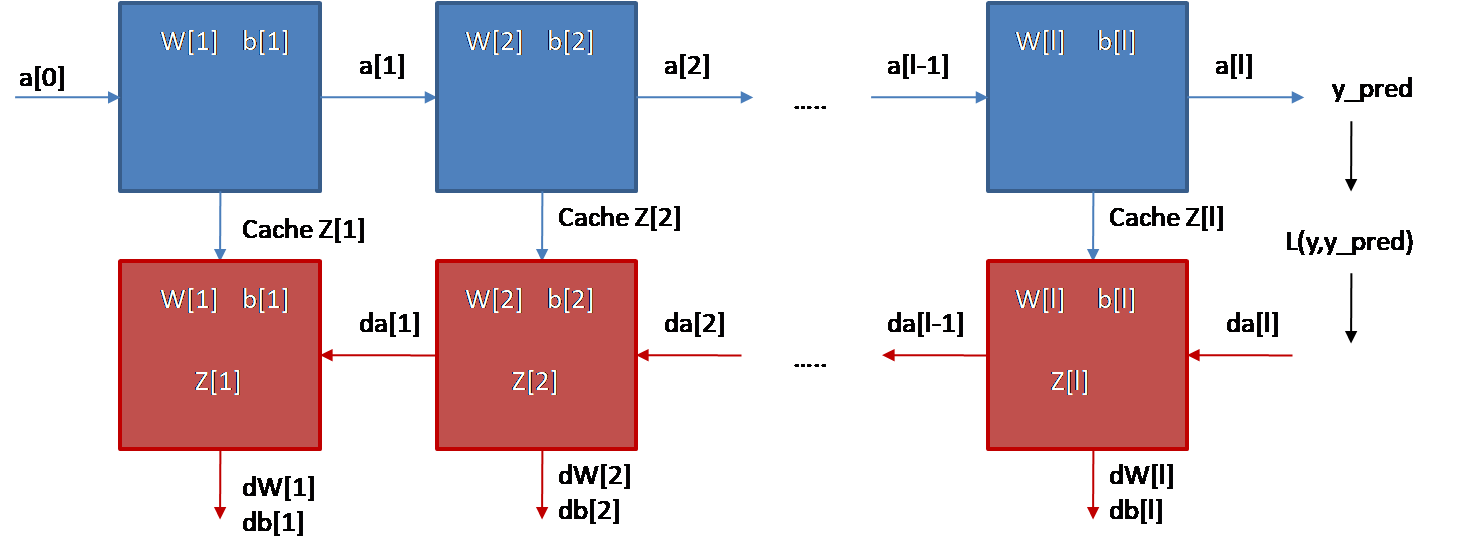 W[1] b[1]
W[2] b[2]
W[l] b[l]
a[0]
a[1]
a[2]
.....
a[l-1]
a[l]
y_pred
Cache Z[1]
Cache Z[2]
Cache Z[l]
L(y,y_pred)
W[1] b[1]
W[2] b[2]
W[l] b[l]
da[1]
da[2]
.....
da[l-1]
da[l]
Z[1]
Z[2]
Z[l]
dW[1]
db[1]
dW[2]
db[2]
dW[l]
db[l]